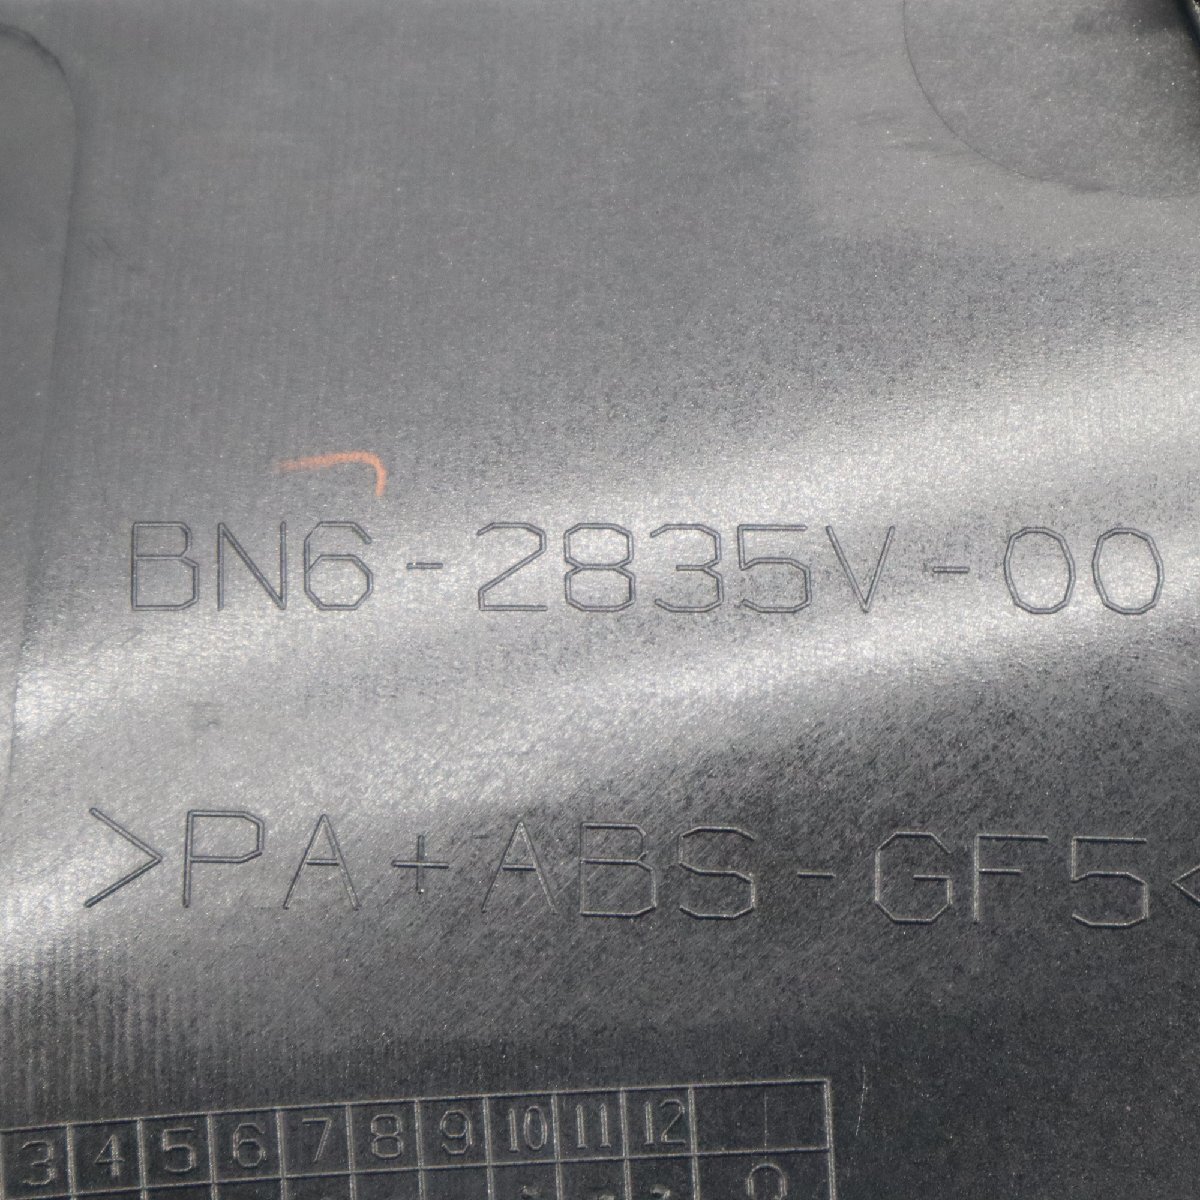 BN6-2835V-00
>PA+ABS-GF5<
3 4 5 6 7 8 9 10 11 12